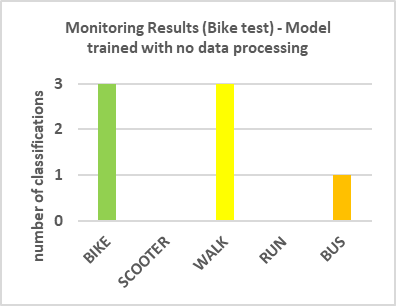 Monitoring Results (Bike test) - Model
trained with no data processing
number of classifications
3
2
1
0
BIKE
SCOOTER
WALK
RUN
BUS